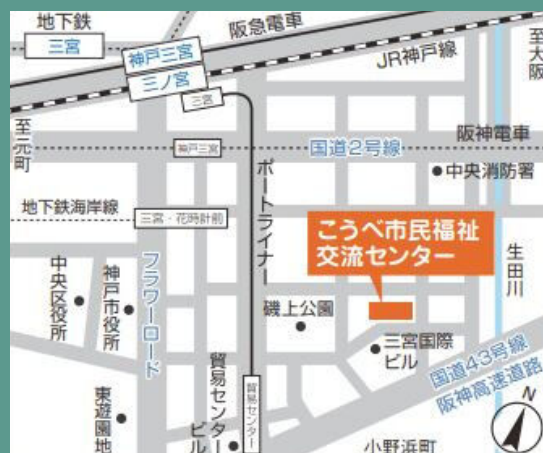 地下鉄
三宮
阪急電車
神戸三宮
三ノ宮
三宮
JR神戸線
至大阪
至元町
神戸三宮
国道2号線
阪神電車
中央消防署
ポートライナー
地下鉄海岸線
三宮・花時計前
こうべ市民福祉
交流センター
生田川
中央区役所
神戸市役所
フラワーロード
磯上公園
三宮国際
ビル
国道43号線
阪神高速道路
貿易センター
ビル
貿易センター
東遊園地
小野浜町
N